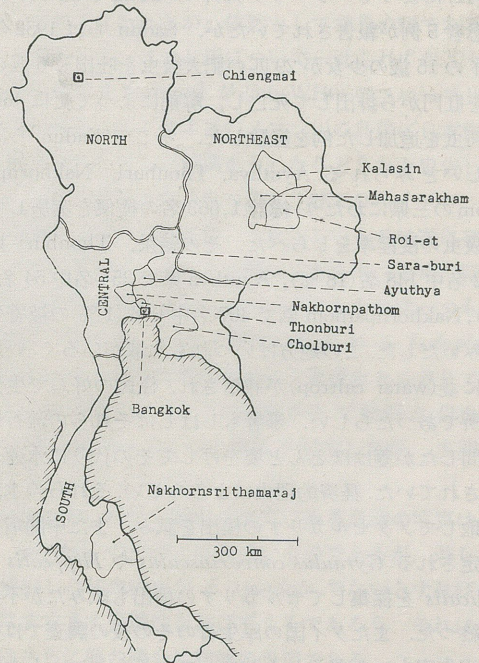 Chiengmai
NORTH
NORTHEAST
Kalasin
Mahasarakham
Roi-et
Sara-buri
CENTRAL
Ayuthya
Nakhornpathom
Thonburi
Cholburi
Bangkok
Nakhornsrithamaraj
SOUTH
300 km